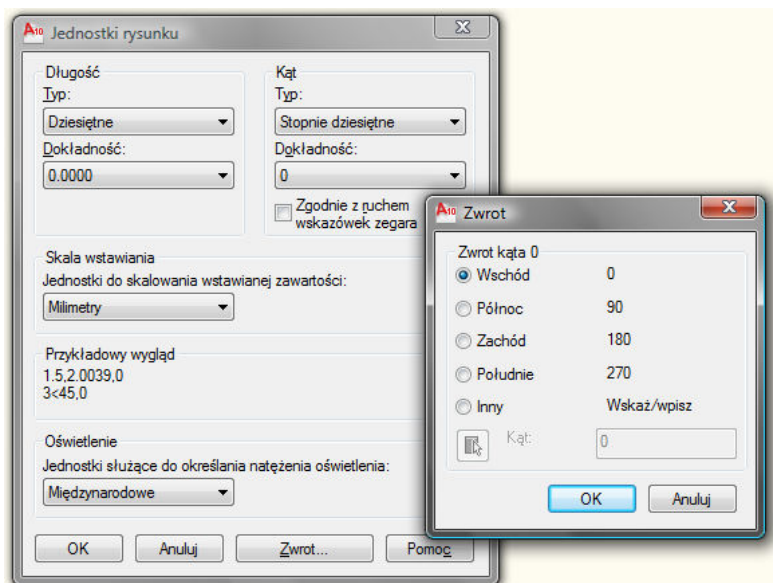 A10 Jednostki rysunku
Długość
Typ:
Dziesiętne
Dokładność:
0.0000
Kąt
Typ:
Stopnie dziesiętne
Dokładność:
0
Zgodnie z ruchem
wskazówek zegara
Skala wstawiania
Jednostki do skalowania wstawianej zawartości:
Milimetry
Przykładowy wygląd
1.5,2.0039,0
3<45,0
Oświetlenie
Jednostki służące do określania natężenia oświetlenia:
Międzynarodowe
OK
Anuluj
Zwrot...
Pomoc
A10 Zwrot
Zwrot kąta 0
Wschód 0
Północ 90
Zachód 180
Południe 270
Inny Wskaż/wpisz
Kąt: 0
OK
Anuluj